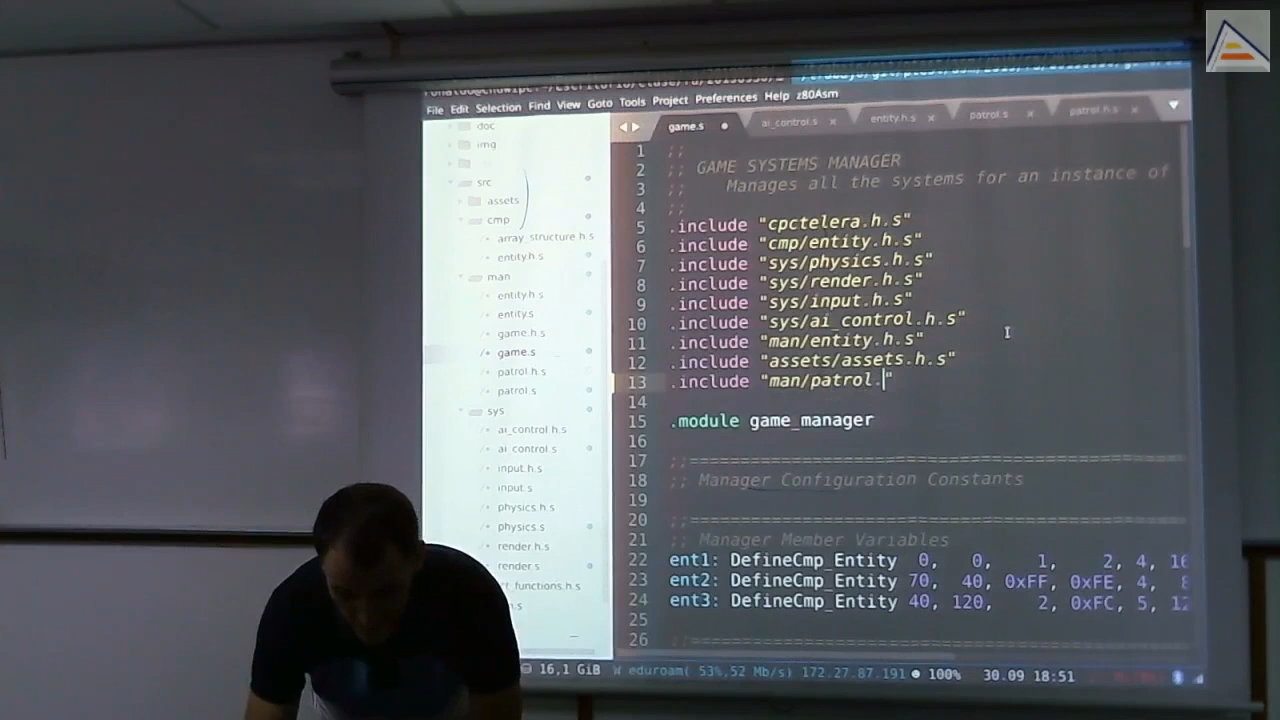 File Edit Selection Find View Goto Tools Project Preferences Help z80Asm
doc
img
src
assets
cmp
array_structure.h.s
entity.h.s
man
entity.h.s
entity.s
game.h.s
game.s
patrol.h.s
patrol.s
sys
ai_control.h.s
ai_control.s
input.h.s
input.s
physics.h.s
physics.s
render.h.s
render.s
functions.h.s
game.s ai_control.s entity.h.s patrol.s patrol.h.s
1 ;;
2 ;; GAME SYSTEMS MANAGER
3 ;; Manages all the systems for an instance of
4 ;;
5 .include "cpctelera.h.s"
6 .include "cmp/entity.h.s"
7 .include "sys/physics.h.s"
8 .include "sys/render.h.s"
9 .include "sys/input.h.s"
10 .include "sys/ai_control.h.s"
11 .include "man/entity.h.s"
12 .include "assets/assets.h.s"
13 .include "man/patrol."
14
15 .module game_manager
16
17 ;;==============================================
18 ;; Manager Configuration Constants
19
20 ;;==============================================
21 ;; Manager Member Variables
22 ent1: DefineCmp_Entity 0, 0, 1, 2, 4, 16
23 ent2: DefineCmp_Entity 70, 40, 0xFF, 0xFE, 4, 8
24 ent3: DefineCmp_Entity 40, 120, 2, 0xFC, 5, 12
25
26 ;;==============================================
16,1 GiB W eduroam( 53%,52 Mb/s) 172.27.87.191 100% 30.09 18:51